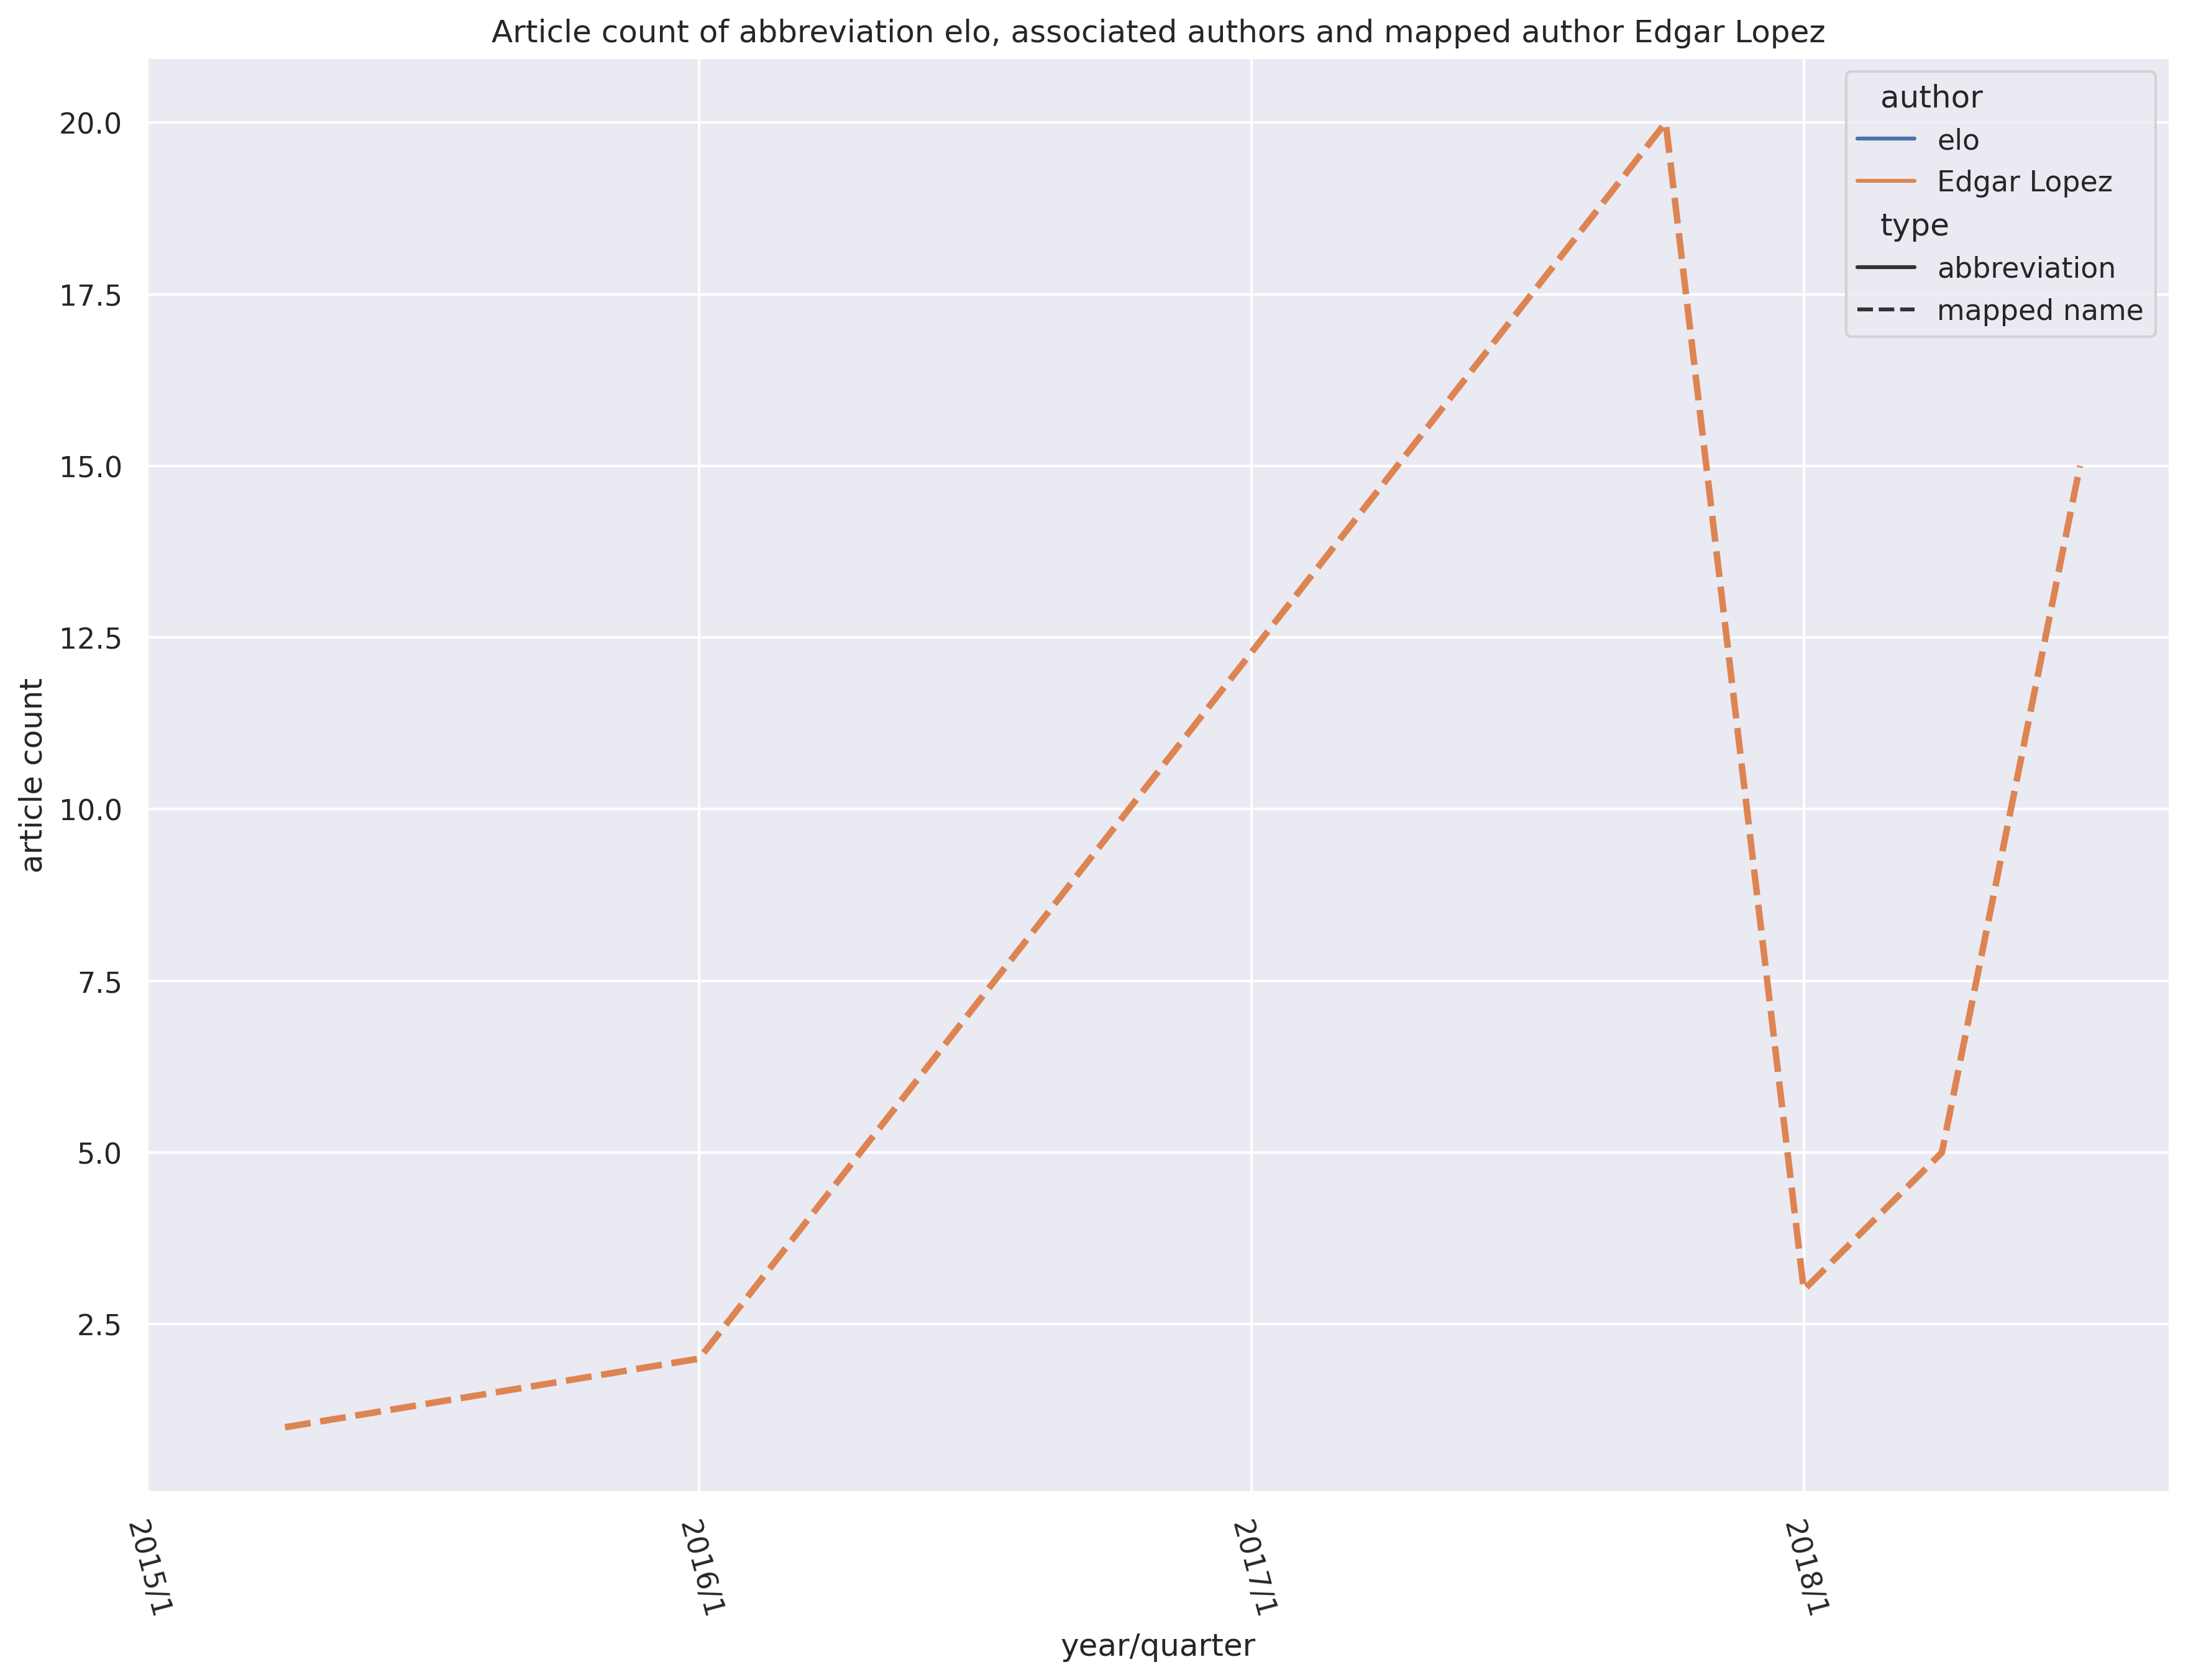 Article count of abbreviation elo, associated authors and mapped author Edgar Lopez
author
elo
Edgar Lopez
type
abbreviation
mapped name
article count
20.0
17.5
15.0
12.5
10.0
7.5
5.0
2.5
2015/1
2016/1
2017/1
2018/1
year/quarter